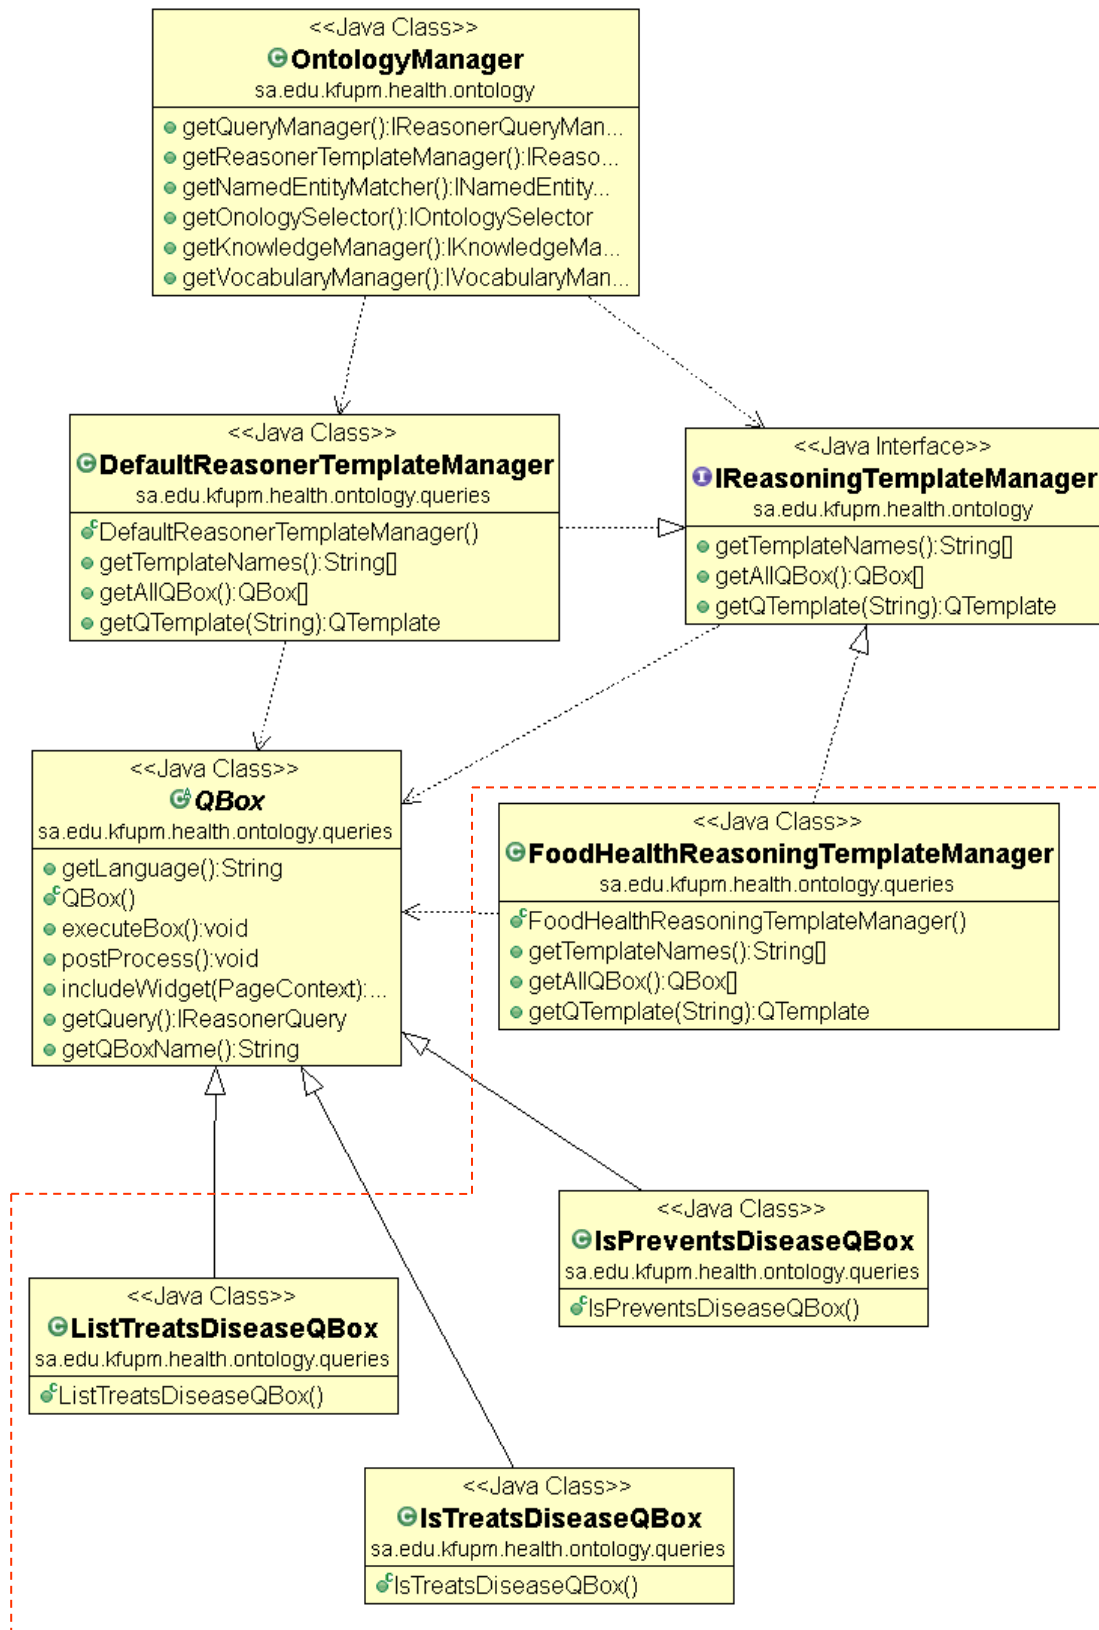 <<Java Class>>
OntologyManager
sa.edu.kfupm.health.ontology
getQueryManager():IReasonerQueryMan...
getReasonerTemplateManager():IReaso...
getNamedEntityMatcher():INamedEntity...
getOnologySelector():IOntologySelector
getKnowledgeManager():IKnowledgeMa...
getVocabularyManager():IVocabularyMan...
<<Java Class>>
DefaultReasonerTemplateManager
sa.edu.kfupm.health.ontology.queries
DefaultReasonerTemplateManager()
getTemplateNames():String[]
getAllQBox():QBox[]
getQTemplate(String):QTemplate
<<Java Interface>>
IReasoningTemplateManager
sa.edu.kfupm.health.ontology
getTemplateNames():String[]
getAllQBox():QBox[]
getQTemplate(String):QTemplate
<<Java Class>>
QBox
sa.edu.kfupm.health.ontology.queries
getLanguage():String
QBox()
executeBox():void
postProcess():void
includeWidget(PageContext):...
getQuery():IReasonerQuery
getQBoxName():String
<<Java Class>>
FoodHealthReasoningTemplateManager
sa.edu.kfupm.health.ontology.queries
FoodHealthReasoningTemplateManager()
getTemplateNames():String[]
getAllQBox():QBox[]
getQTemplate(String):QTemplate
<<Java Class>>
IsPreventsDiseaseQBox
sa.edu.kfupm.health.ontology.queries
IsPreventsDiseaseQBox()
<<Java Class>>
ListTreatsDiseaseQBox
sa.edu.kfupm.health.ontology.queries
ListTreatsDiseaseQBox()
<<Java Class>>
IsTreatsDiseaseQBox
sa.edu.kfupm.health.ontology.queries
IsTreatsDiseaseQBox()